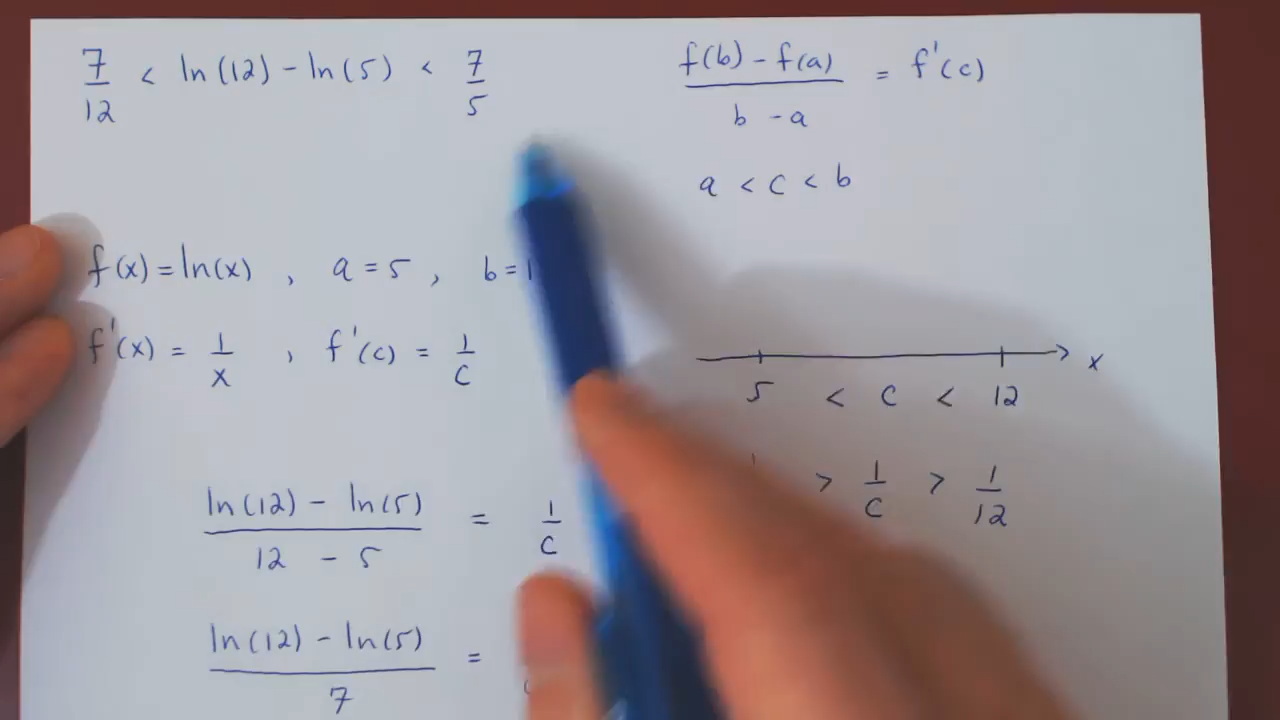 7/12 < ln(12) - ln(5) < 7/5
(f(b) - f(a))/(b - a) = f'(c)
a < c < b
f(x) = ln(x) , a = 5 , b = 1
f'(x) = 1/x , f'(c) = 1/c
x
5 < c < 12
> 1/c > 1/12
(ln(12) - ln(5))/(12 - 5) = 1/c
(ln(12) - ln(5))/7 =